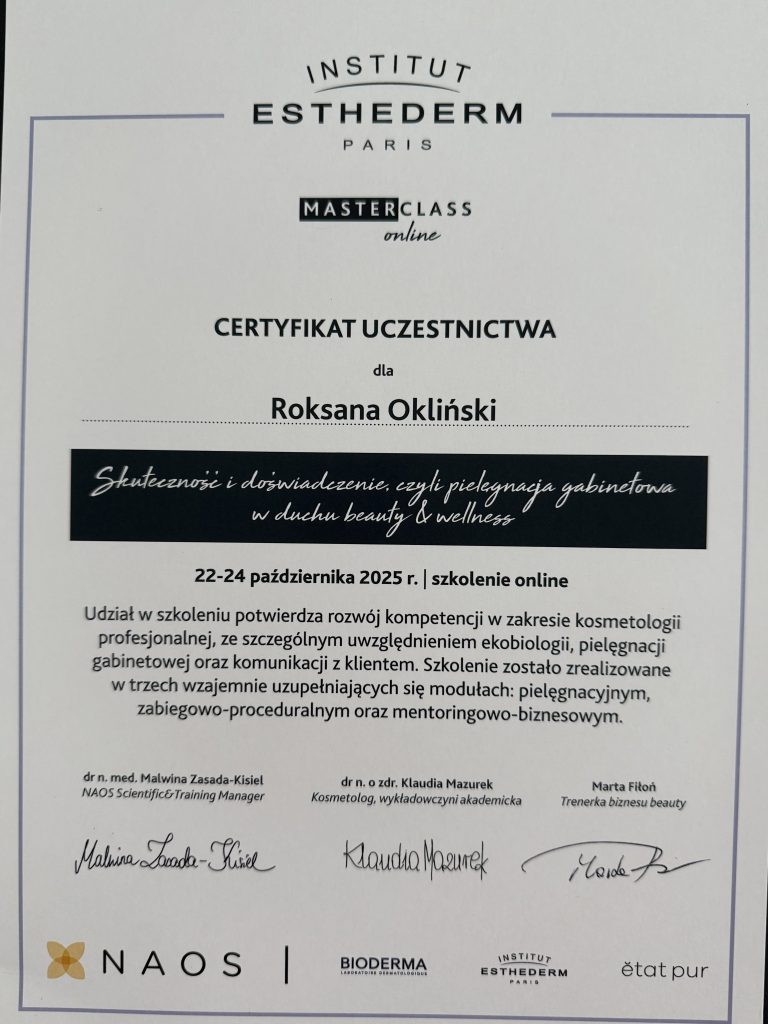 INSTITUT
ESTHEDERM
PARIS
MASTERCLASS
online
CERTYFIKAT UCZESTNICTWA
dla
Roksana Okliński
Skuteczność i doświadczenie, czyli pielęgnacja gabinetowa
w duchu beauty & wellness
22-24 października 2025 r. | szkolenie online
Udział w szkoleniu potwierdza rozwój kompetencji w zakresie kosmetologii
profesjonalnej, ze szczególnym uwzględnieniem ekobiologii, pielęgnacji
gabinetowej oraz komunikacji z klientem. Szkolenie zostało zrealizowane
w trzech wzajemnie uzupełniających się modułach: pielęgnacyjnym,
zabiegowo-proceduralnym oraz mentoringowo-biznesowym.
dr n. med. Malwina Zasada-Kisiel
NAOS Scientific&Training Manager
dr n. o zdr. Klaudia Mazurek
Kosmetolog, wykładowczyni akademicka
Marta Fiłoń
Trenerka biznesu beauty
Malwina Zasada-Kisiel
Klaudia Mazurek
NAOS
BIODERMA
LABORATOIRE DERMATOLOGIQUE
INSTITUT
ESTHEDERM
PARIS
ětat pur